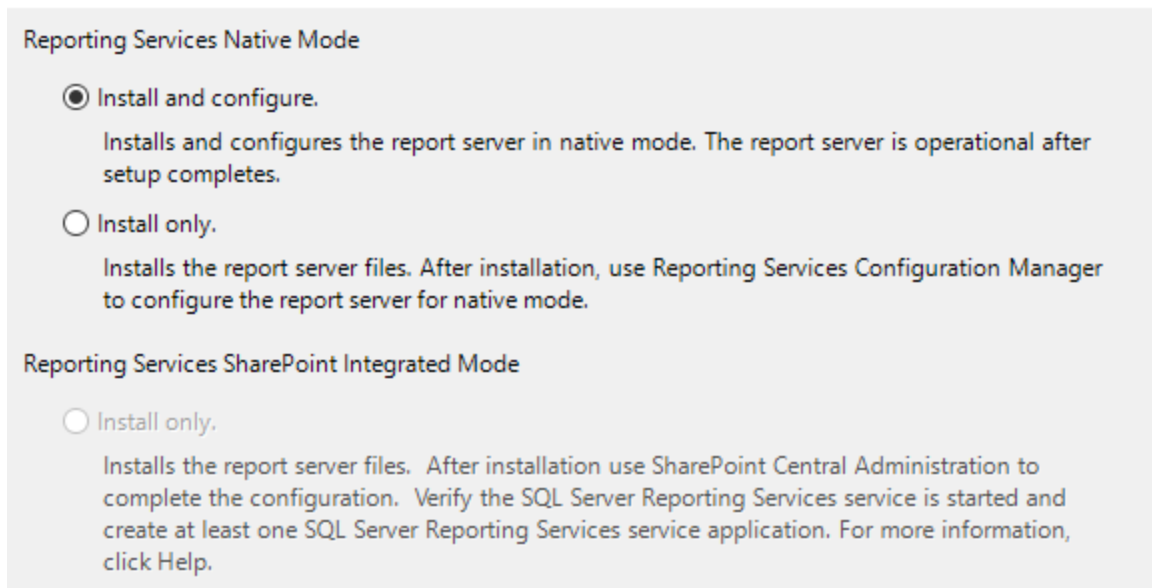 Reporting Services Native Mode
Install and configure.
Installs and configures the report server in native mode. The report server is operational after
setup completes.
Install only.
Installs the report server files. After installation, use Reporting Services Configuration Manager
to configure the report server for native mode.
Reporting Services SharePoint Integrated Mode
Install only.
Installs the report server files.  After installation use SharePoint Central Administration to
complete the configuration.  Verify the SQL Server Reporting Services service is started and
create at least one SQL Server Reporting Services service application. For more information,
click Help.